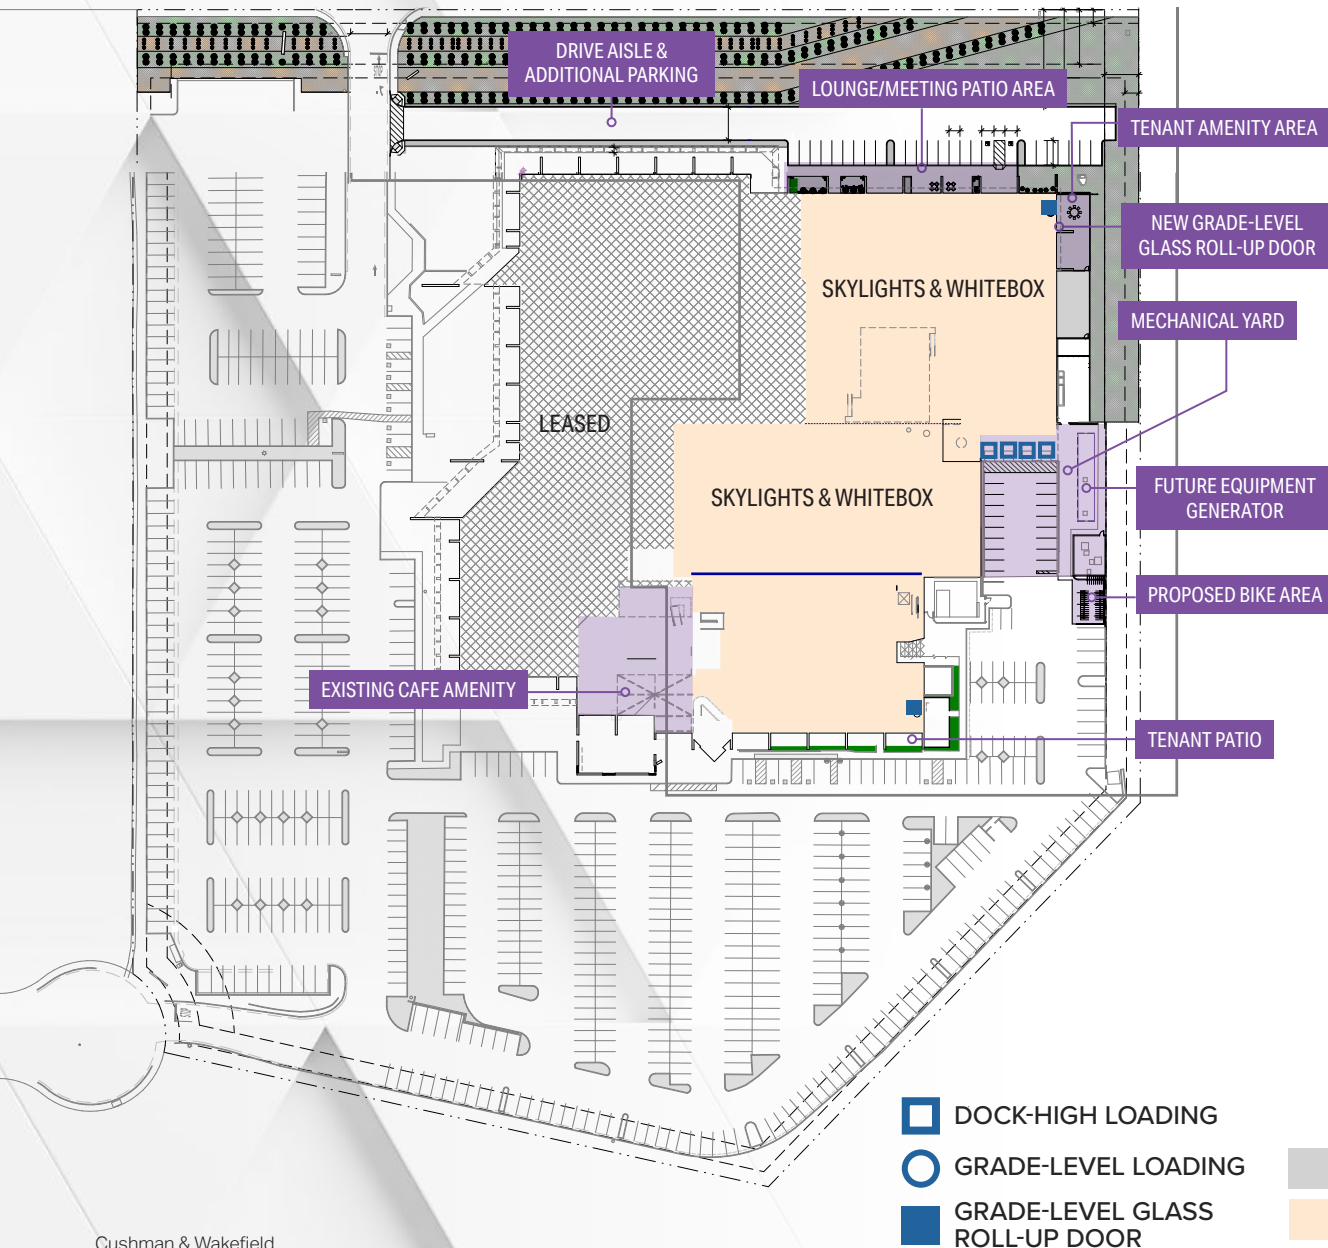 DRIVE AISLE &
ADDITIONAL PARKING
LOUNGE/MEETING PATIO AREA
TENANT AMENITY AREA
NEW GRADE-LEVEL
GLASS ROLL-UP DOOR
SKYLIGHTS & WHITEBOX
MECHANICAL YARD
LEASED
SKYLIGHTS & WHITEBOX
FUTURE EQUIPMENT
GENERATOR
PROPOSED BIKE AREA
EXISTING CAFE AMENITY
TENANT PATIO
DOCK-HIGH LOADING
GRADE-LEVEL LOADING
GRADE-LEVEL GLASS
ROLL-UP DOOR
Cushman & Wakefield